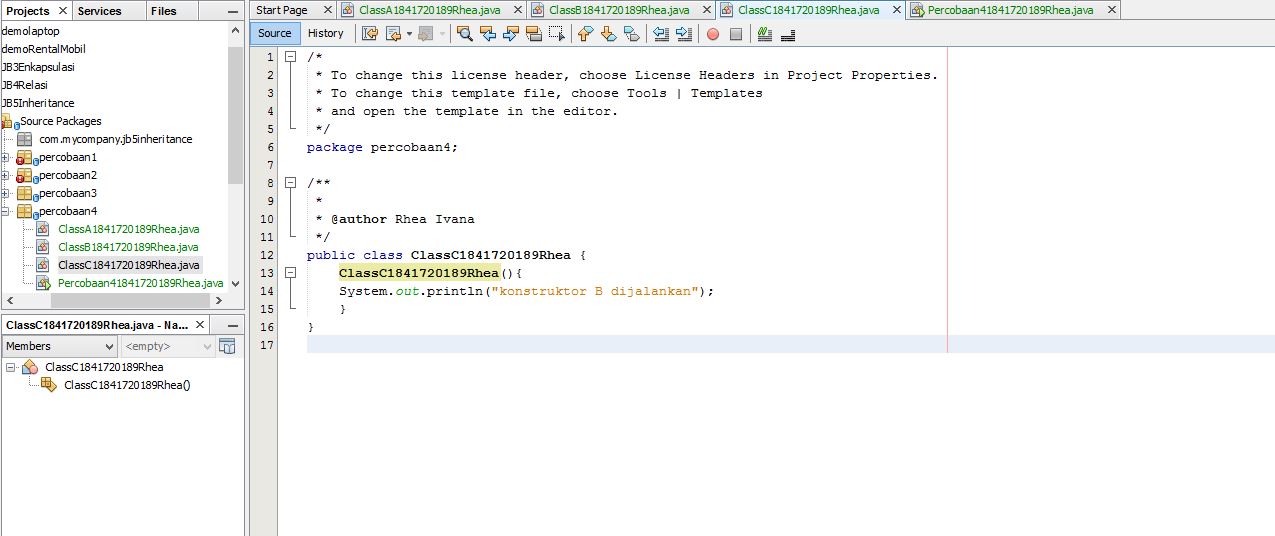 Projects Services Files
demolaptop
demoRentalMobil
JB3Enkapsulasi
JB4Relasi
JB5Inheritance
Source Packages
com.mycompany.jb5inheritance
percobaan1
percobaan2
percobaan3
percobaan4
ClassA1841720189Rhea.java
ClassB1841720189Rhea.java
ClassC1841720189Rhea.java
Percobaan41841720189Rhea.java
ClassC1841720189Rhea.java - Na...
Members <empty>
ClassC1841720189Rhea
ClassC1841720189Rhea()
Start Page ClassA1841720189Rhea.java ClassB1841720189Rhea.java ClassC1841720189Rhea.java Percobaan41841720189Rhea.java
Source History
1 /*
2 * To change this license header, choose License Headers in Project Properties.
3 * To change this template file, choose Tools | Templates
4 * and open the template in the editor.
5 */
6 package percobaan4;
7
8 /**
9 *
10 * @author Rhea Ivana
11 */
12 public class ClassC1841720189Rhea {
13 ClassC1841720189Rhea(){
14 System.out.println("konstruktor B dijalankan");
15 }
16 }
17